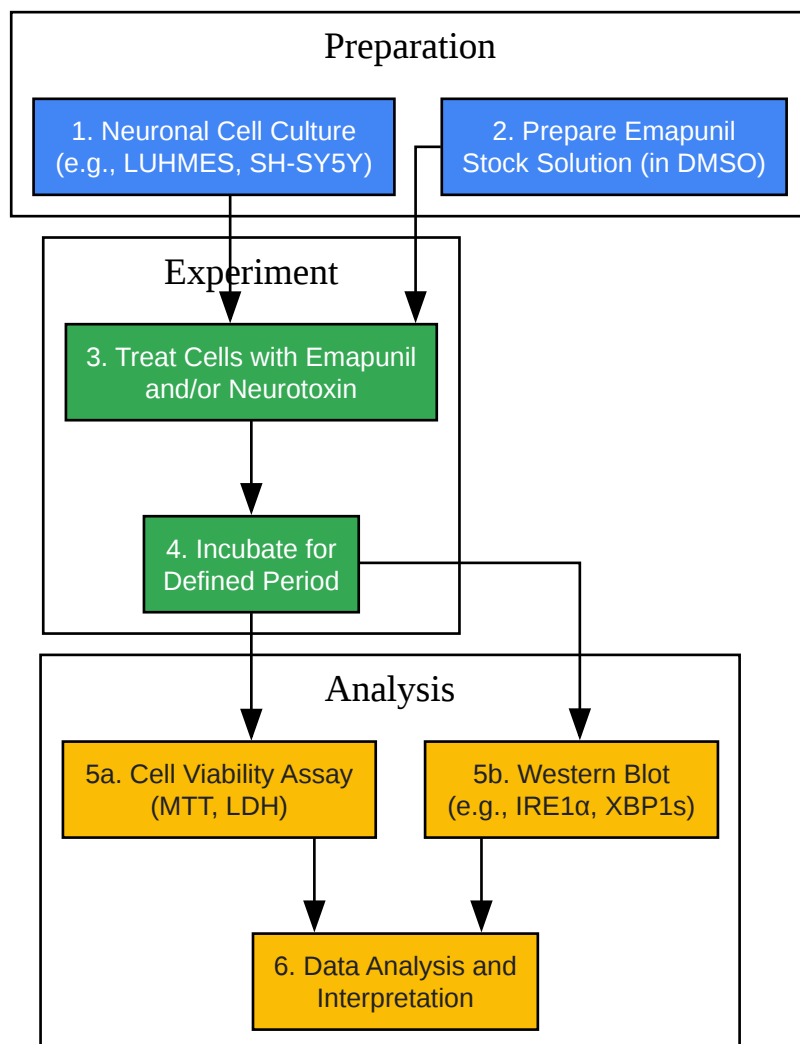 Preparation
1. Neuronal Cell Culture
(e.g., LUHMES, SH-SY5Y)
2. Prepare Emapunil
Stock Solution (in DMSO)
Experiment
3. Treat Cells with Emapunil
and/or Neurotoxin
4. Incubate for
Defined Period
Analysis
5a. Cell Viability Assay
(MTT, LDH)
5b. Western Blot
(e.g., IRE1α, XBP1s)
6. Data Analysis and
Interpretation